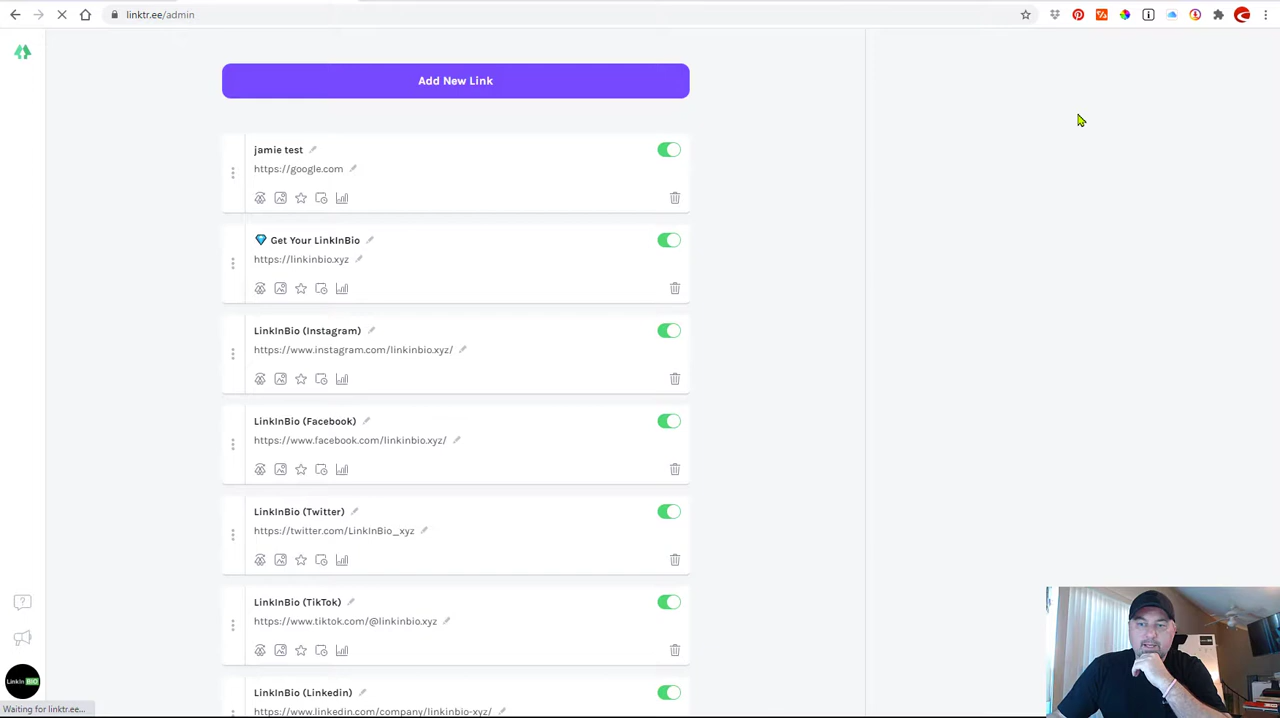 linktr.ee/admin
Add New Link
jamie test
https://google.com
💎 Get Your LinkInBio
https://linkinbio.xyz
LinkInBio (Instagram)
https://www.instagram.com/linkinbio.xyz/
LinkInBio (Facebook)
https://www.facebook.com/linkinbio.xyz/
LinkInBio (Twitter)
https://twitter.com/LinkInBio_xyz
LinkInBio (TikTok)
https://www.tiktok.com/@linkinbio.xyz
LinkInBio (Linkedin)
https://www.linkedin.com/company/linkinbio-xyz/
LinkIn BIO
Waiting for linktr.ee...